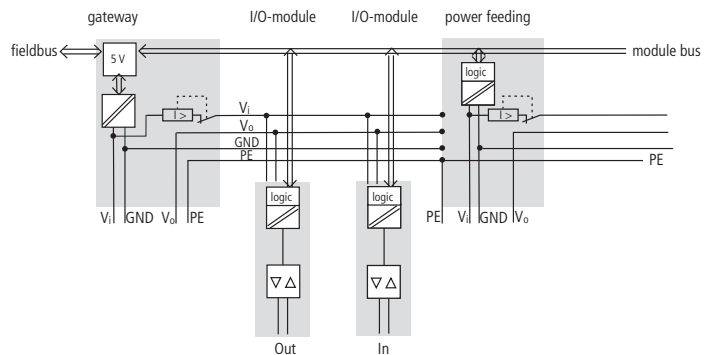 gateway
I/O-module
I/O-module
power feeding
fieldbus
5 V
module bus
logic
I >
I >
Vi
Vo
GND
PE
PE
logic
logic
Vi
GND
Vo
PE
PE
Vi
GND
Vo
Out
In